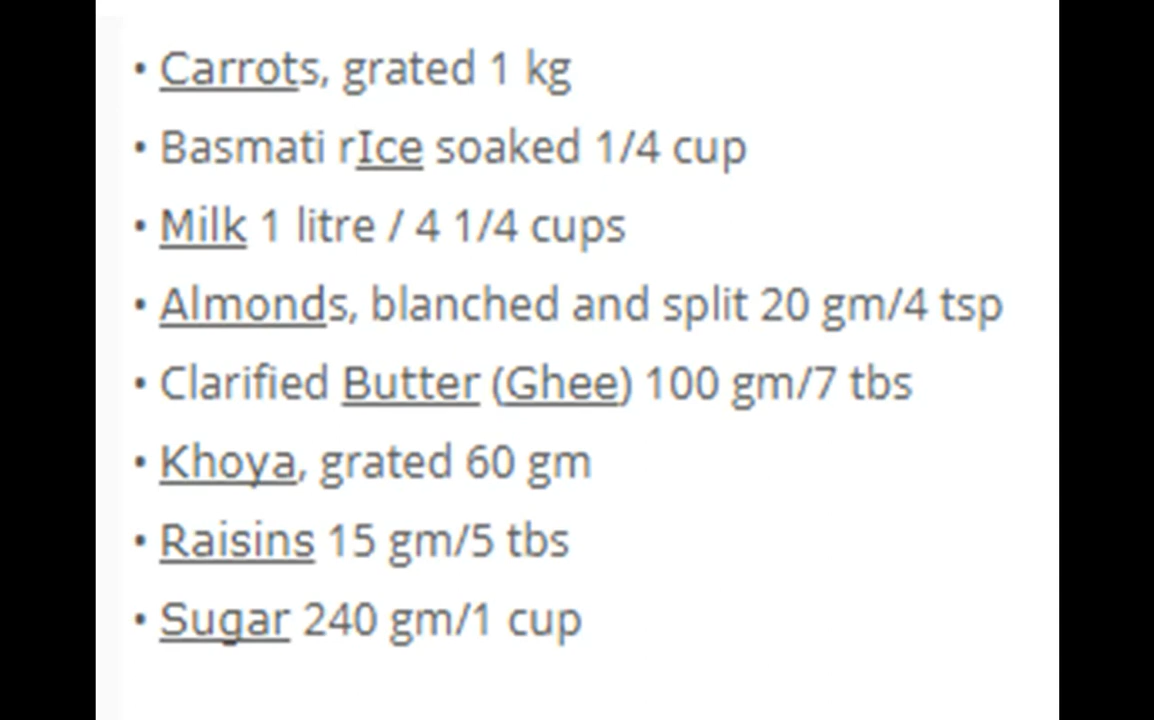 • Carrots, grated 1 kg
• Basmati rIce soaked 1/4 cup
• Milk 1 litre / 4 1/4 cups
• Almonds, blanched and split 20 gm/4 tsp
• Clarified Butter (Ghee) 100 gm/7 tbs
• Khoya, grated 60 gm
• Raisins 15 gm/5 tbs
• Sugar 240 gm/1 cup